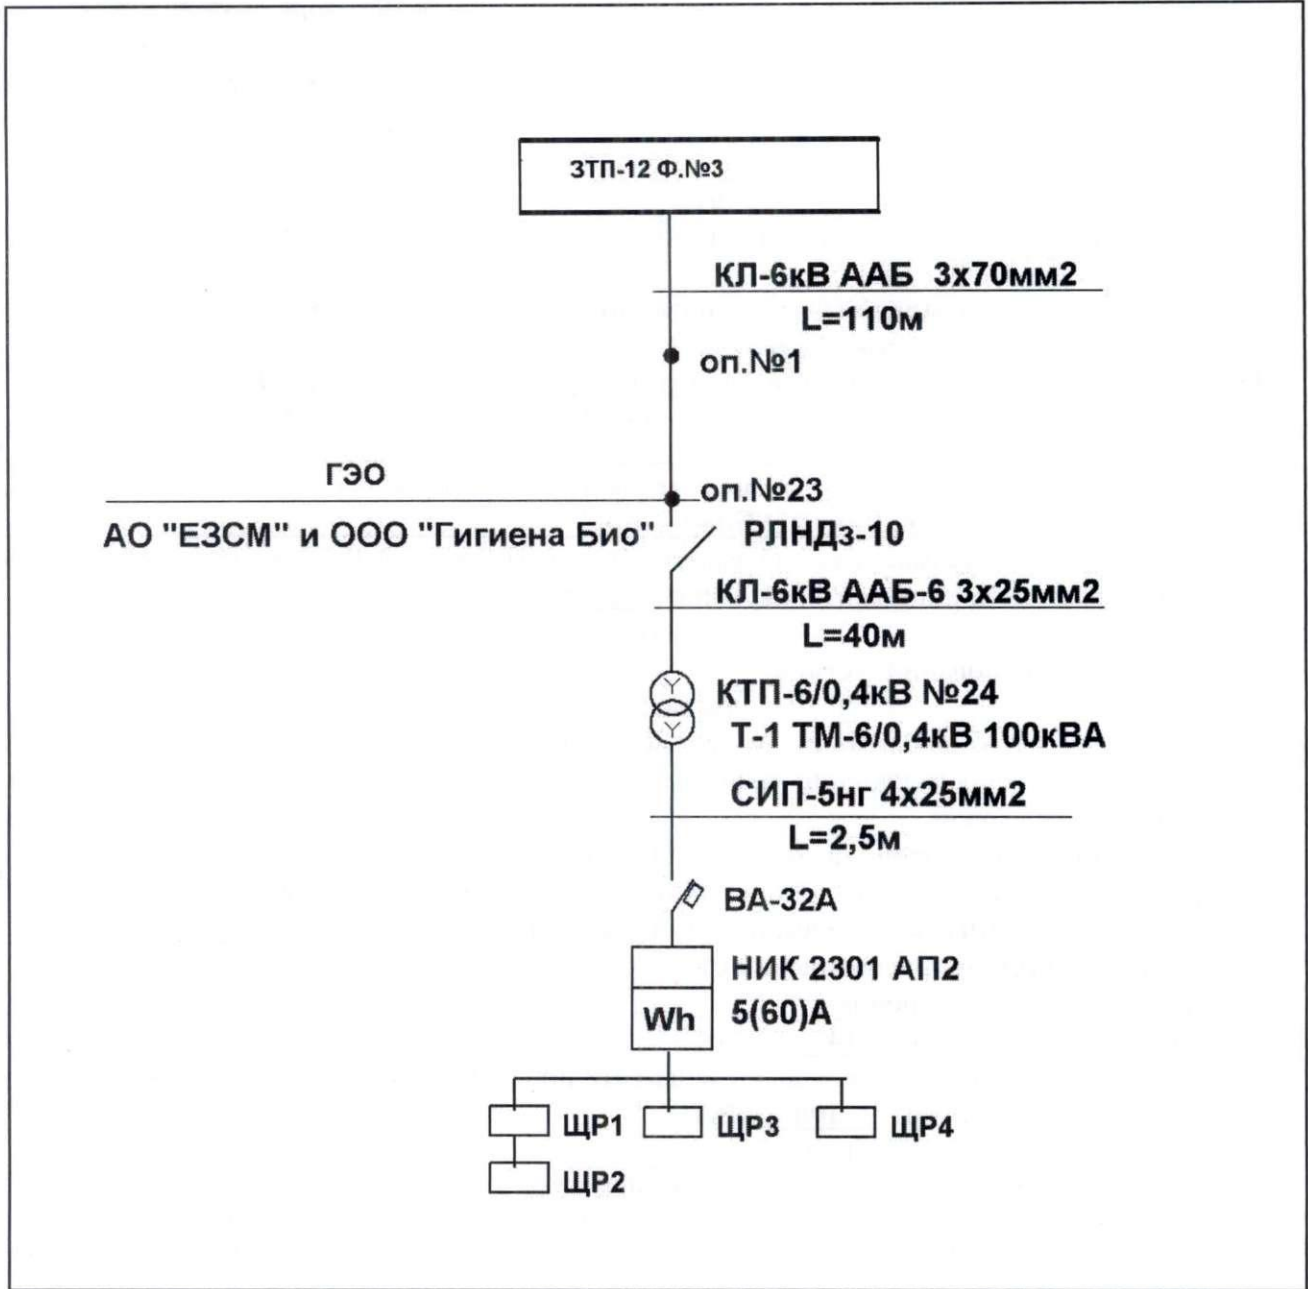 ЗТП-12 Ф.№3
КЛ-6кВ ААБ 3х70мм2
L=110м
оп.№1
ГЭО
оп.№23
АО "ЕЗСМ" и ООО "Гигиена Био"
РЛНДз-10
КЛ-6кВ ААБ-6 3х25мм2
L=40м
Y
Y
КТП-6/0,4кВ №24
Т-1 ТМ-6/0,4кВ 100кВА
СИП-5нг 4х25мм2
L=2,5м
ВА-32А
НИК 2301 АП2
5(60)А
Wh
ЩР1
ЩР3
ЩР4
ЩР2